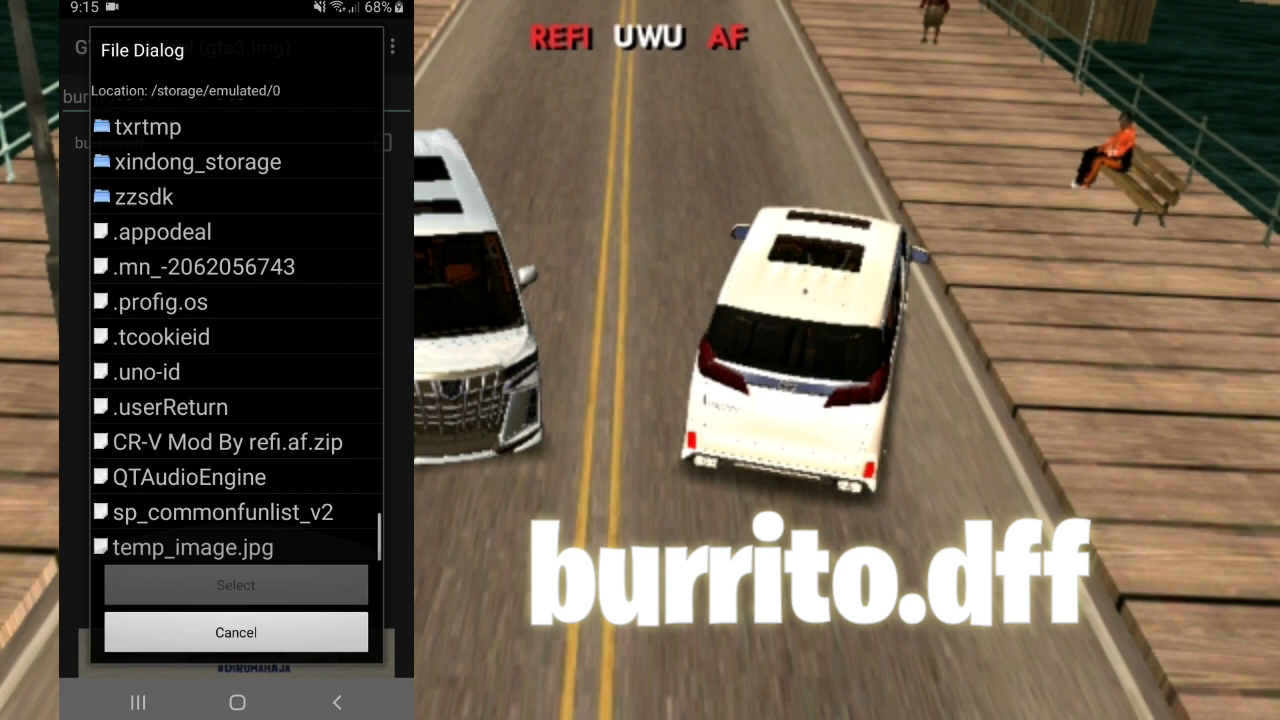 9:15
68%
File Dialog
Location: /storage/emulated/0
txrtmp
xindong_storage
zzsdk
.appodeal
.mn_-2062056743
.profig.os
.tcookieid
.uno-id
.userReturn
CR-V Mod By refi.af.zip
QTAudioEngine
sp_commonfunlist_v2
temp_image.jpg
Select
Cancel
#DIRUMAHAJA
REFI UWU AF
burrito.dff